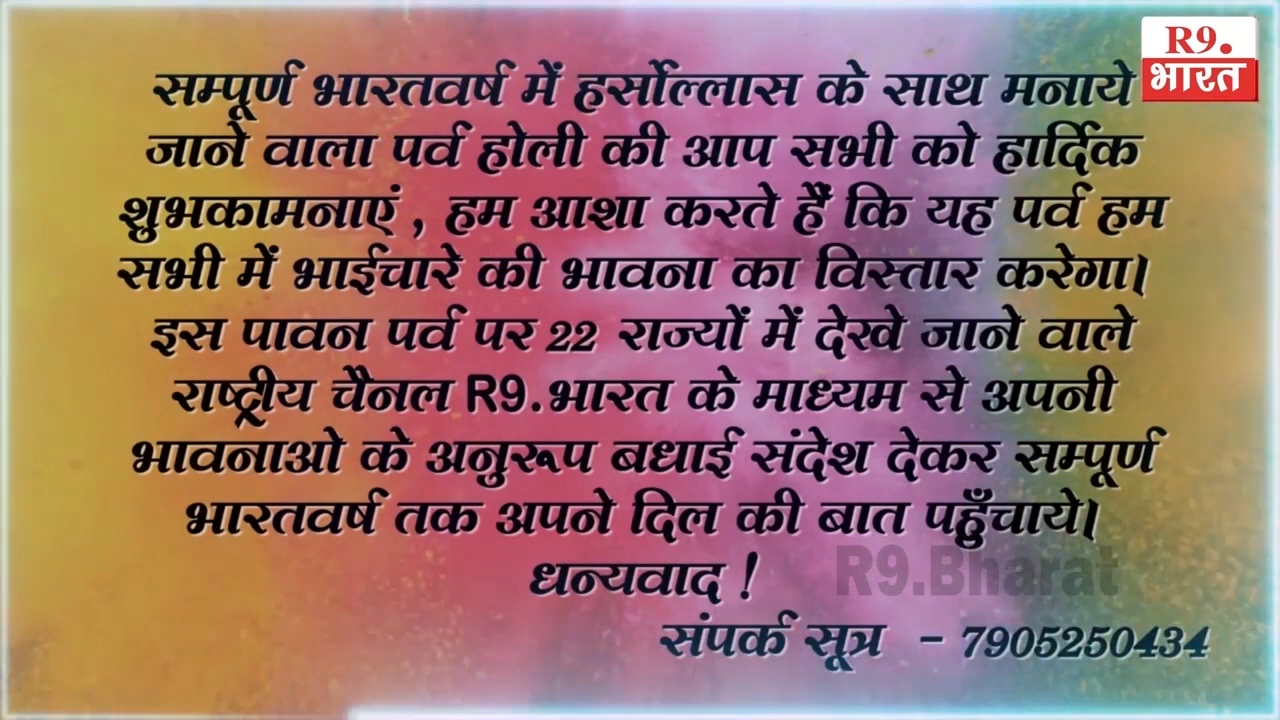 R9.
भारत
सम्पूर्ण भारतवर्ष में हर्सोल्लास के साथ मनाये
जाने वाला पर्व होली की आप सभी को हार्दिक
शुभकामनाएं , हम आशा करते हैं कि यह पर्व हम
सभी में भाईचारे की भावना का विस्तार करेगा।
इस पावन पर्व पर 22 राज्यों में देखे जाने वाले
राष्ट्रीय चैनल R9.भारत के माध्यम से अपनी
भावनाओ के अनुरूप बधाई संदेश देकर सम्पूर्ण
भारतवर्ष तक अपने दिल की बात पहुँचाये।
धन्यवाद !
R9.Bharat
संपर्क सूत्र - 7905250434